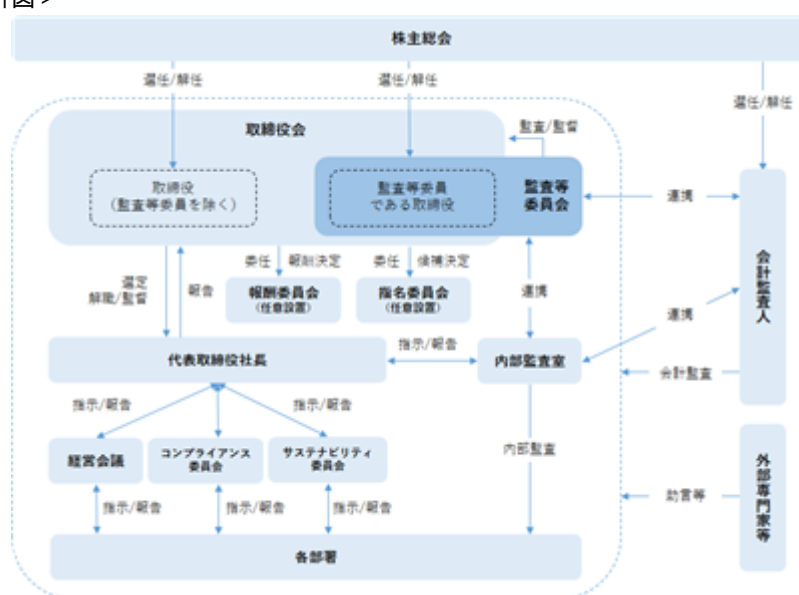 株主総会
選任/解任
選任/解任
選任/解任
取締役会
監査/監督
取締役
(監査等委員を除く)
監査等委員
である取締役
監査等
委員会
連携
会計監査人
選定
解職/監督
報告
委任
報酬決定
委任
候補決定
報酬委員会
(任意設置)
指名委員会
(任意設置)
連携
連携
代表取締役社長
指示/報告
内部監査室
会計監査
指示/報告
指示/報告
経営会議
コンプライアンス
委員会
サステナビリティ
委員会
内部監査
指示/報告
指示/報告
指示/報告
助言等
外部専門家等
各部署